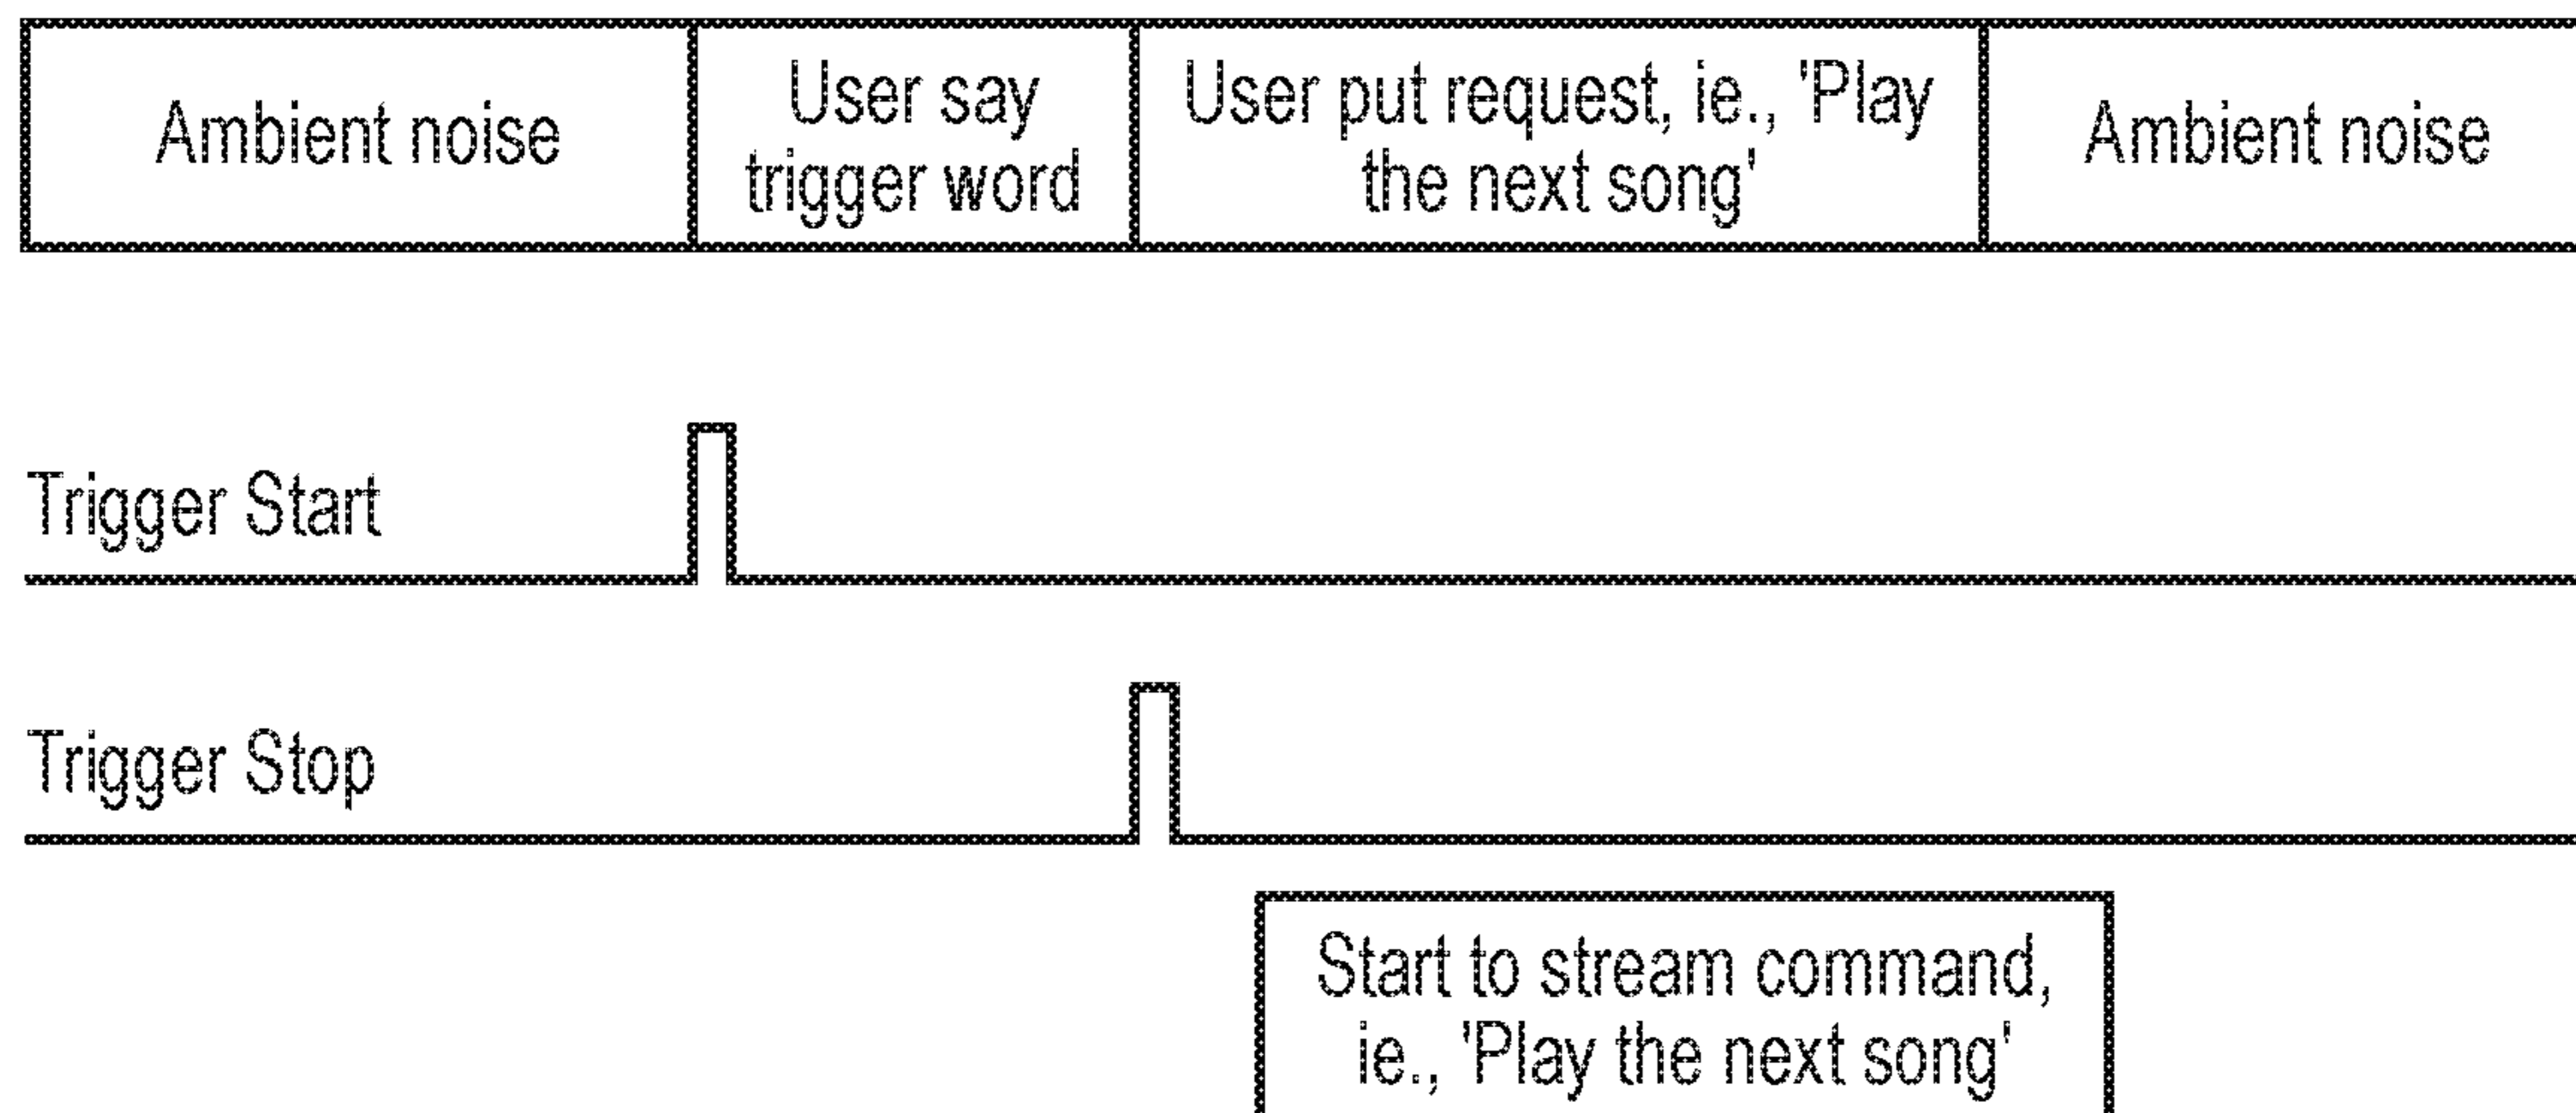 Ambient noise
User say
trigger word
User put request, ie., 'Play
the next song'
Ambient noise
Trigger Start
Trigger Stop
Start to stream command,
ie., 'Play the next song'